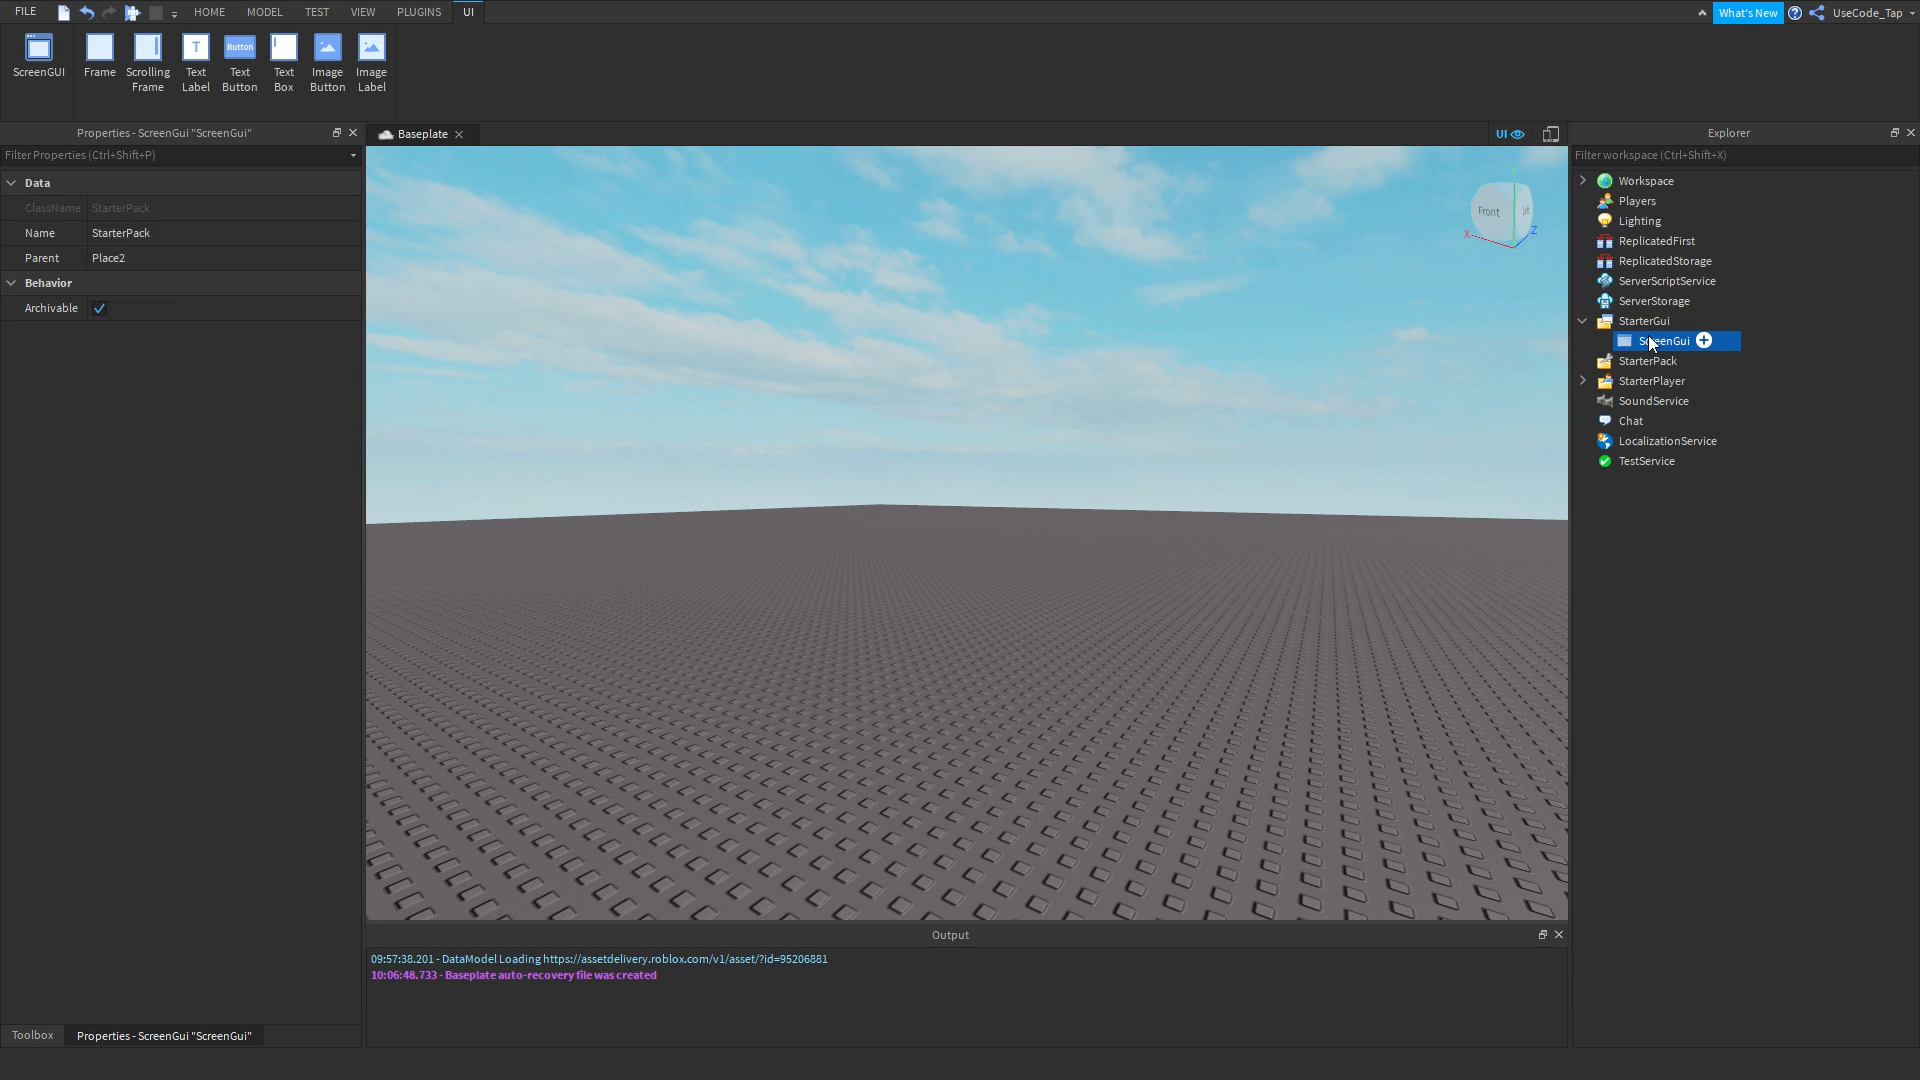 FILE HOME MODEL TEST VIEW PLUGINS UI What's New UseCode_Tap
ScreenGUI Frame Scrolling Frame Text Label Button Text Button Text Box Image Button Image Label
Properties - ScreenGui "ScreenGui"
Filter Properties (Ctrl+Shift+P)
Data
ClassName StarterPack
Name StarterPack
Parent Place2
Behavior
Archivable
Baseplate
UI
Front
X
Z
Output
09:57:38.201 - DataModel Loading https://assetdelivery.roblox.com/v1/asset/?id=95206881
10:06:48.733 - Baseplate auto-recovery file was created
Toolbox Properties - ScreenGui "ScreenGui"
Explorer
Filter workspace (Ctrl+Shift+X)
Workspace
Players
Lighting
ReplicatedFirst
ReplicatedStorage
ServerScriptService
ServerStorage
StarterGui
ScreenGui
StarterPack
StarterPlayer
SoundService
Chat
LocalizationService
TestService